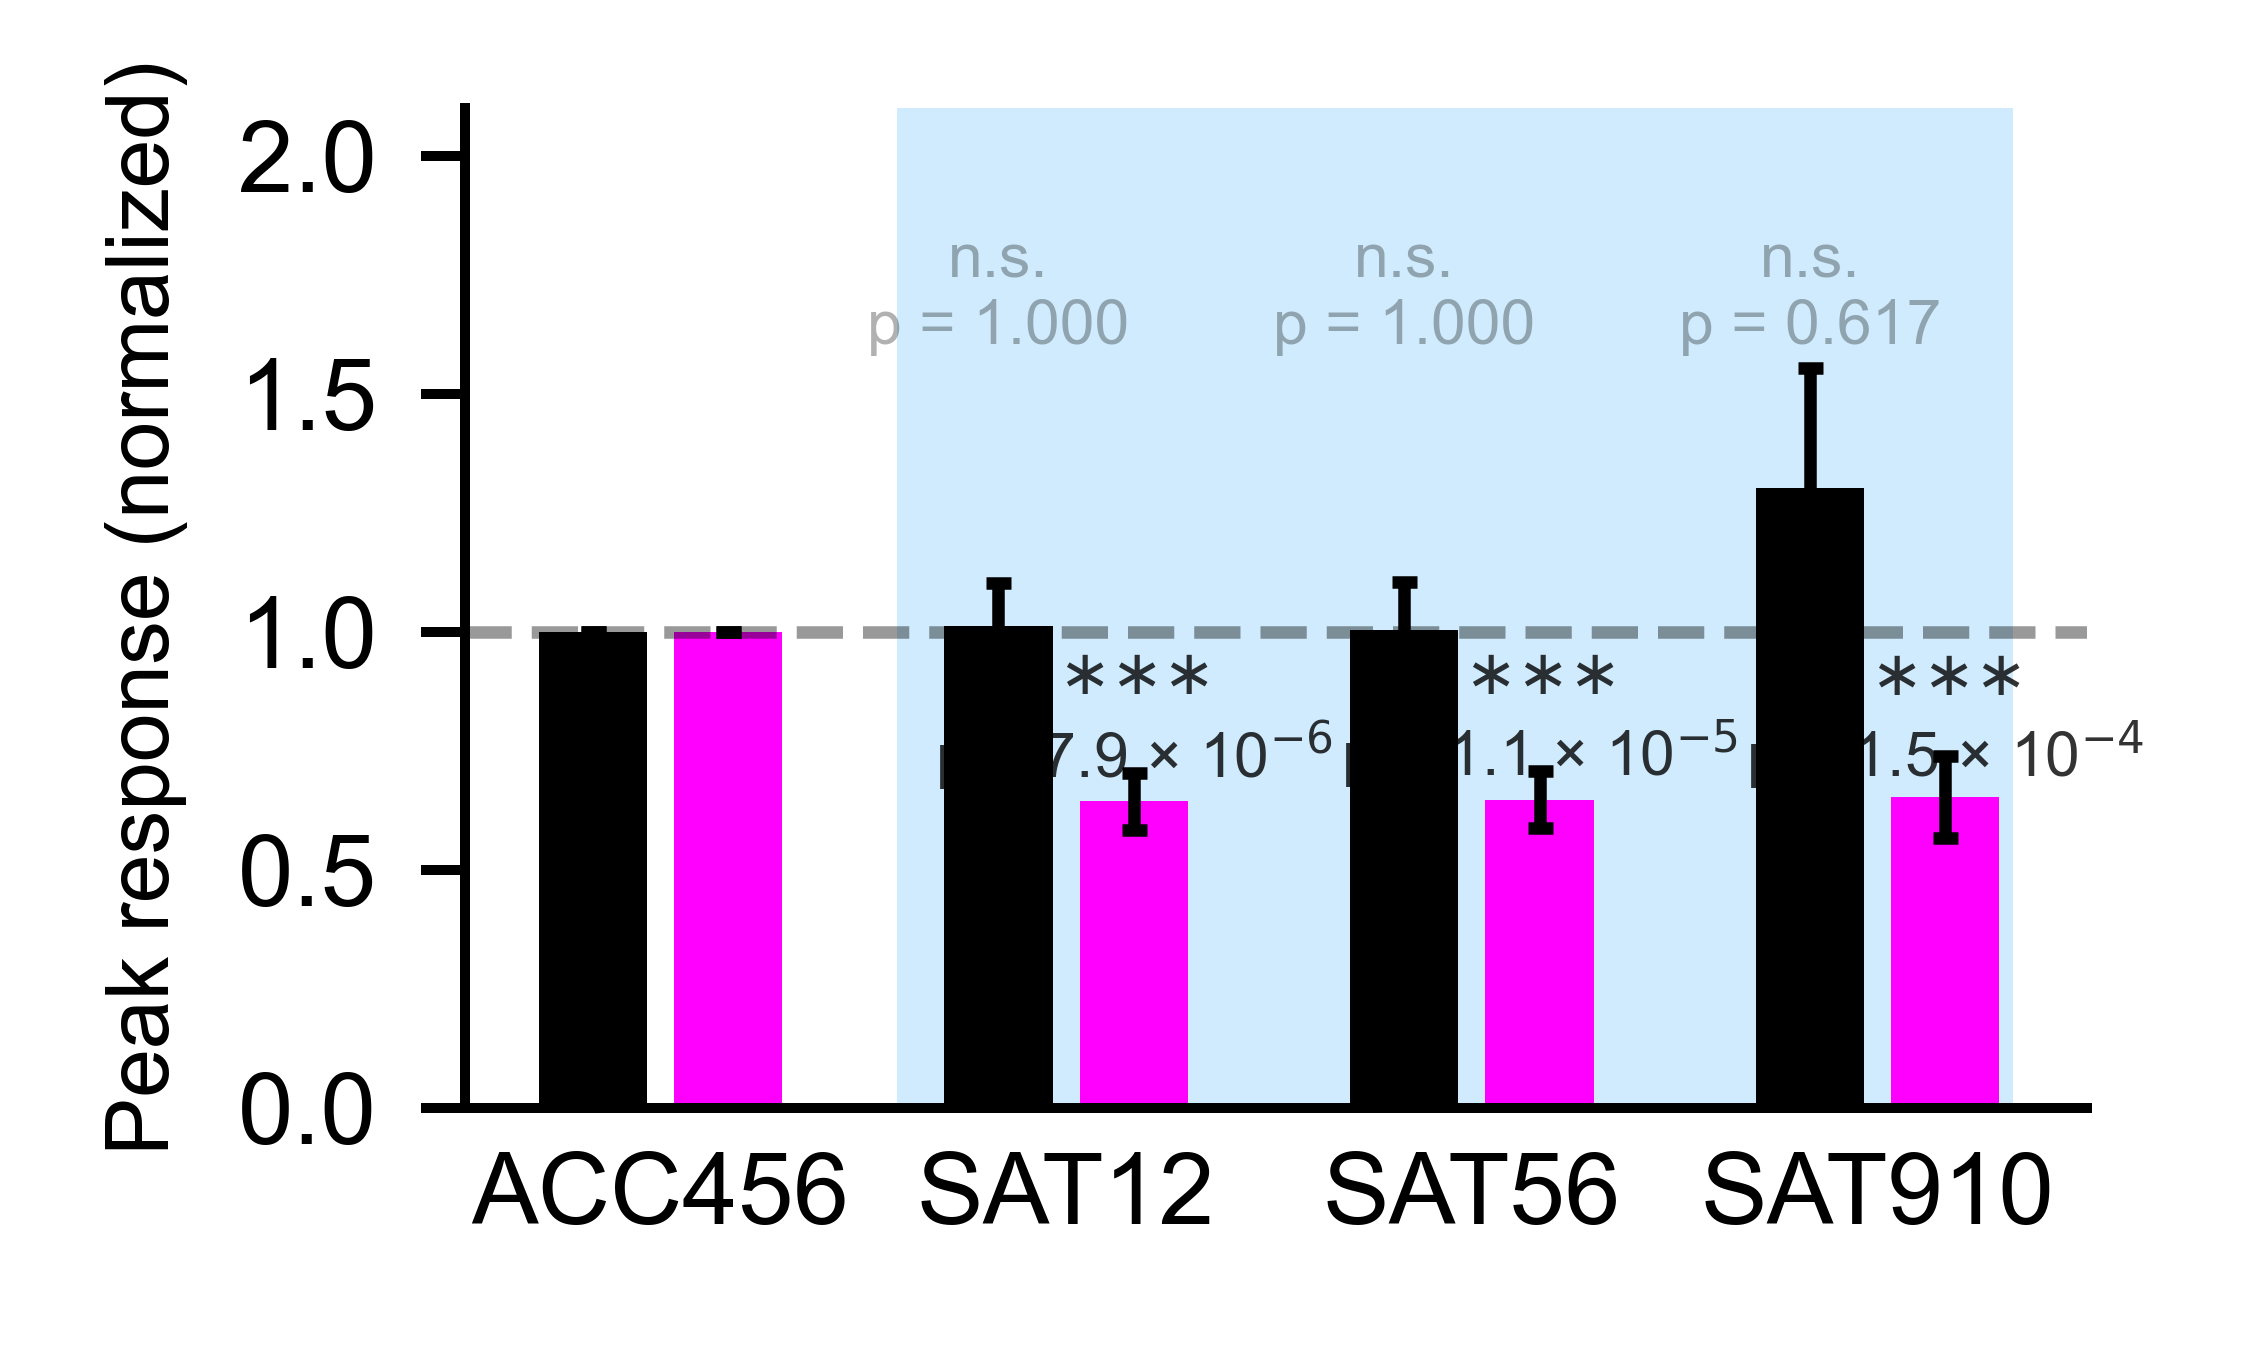 Peak response (normalized)
2.0
1.5
1.0
0.5
0.0
n.s.
p = 1.000
n.s.
p = 1.000
n.s.
p = 0.617
***
7.9 × 10⁻⁶
***
1.1 × 10⁻⁵
***
1.5 × 10⁻⁴
ACC456 SAT12 SAT56 SAT910